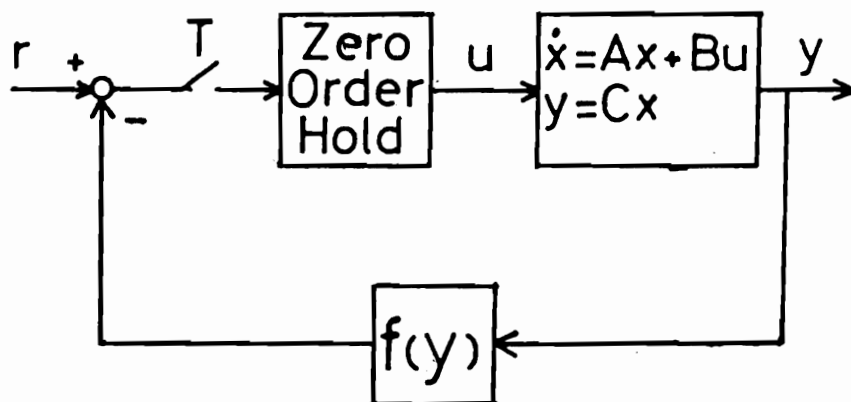 r
+
-
T
Zero
Order
Hold
u
ẋ=Ax+Bu
y=Cx
y
f(y)